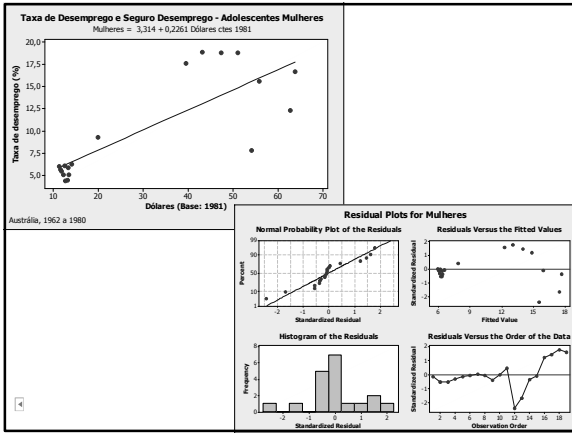 Taxa de Desemprego e Seguro Desemprego - Adolescentes Mulheres
Mulheres = 3,314 + 0,2261 Dólares ctes 1981
Taxa de desemprego (%)
20,0
17,5
15,0
12,5
10,0
7,5
5,0
10 20 30 40 50 60 70
Dólares (Base: 1981)
Austrália, 1962 a 1980
Residual Plots for Mulheres
Normal Probability Plot of the Residuals
Percent
99
90
50
10
1
-2 -1 0 1 2
Standardized Residual
Residuals Versus the Fitted Values
Standardized Residual
2
1
0
-1
-2
6 9 12 15 18
Fitted Value
Histogram of the Residuals
Frequency
8
6
4
2
0
-2 -1 0 1 2
Standardized Residual
Residuals Versus the Order of the Data
Standardized Residual
2
1
0
-1
-2
2 4 6 8 10 12 14 16 18
Observation Order